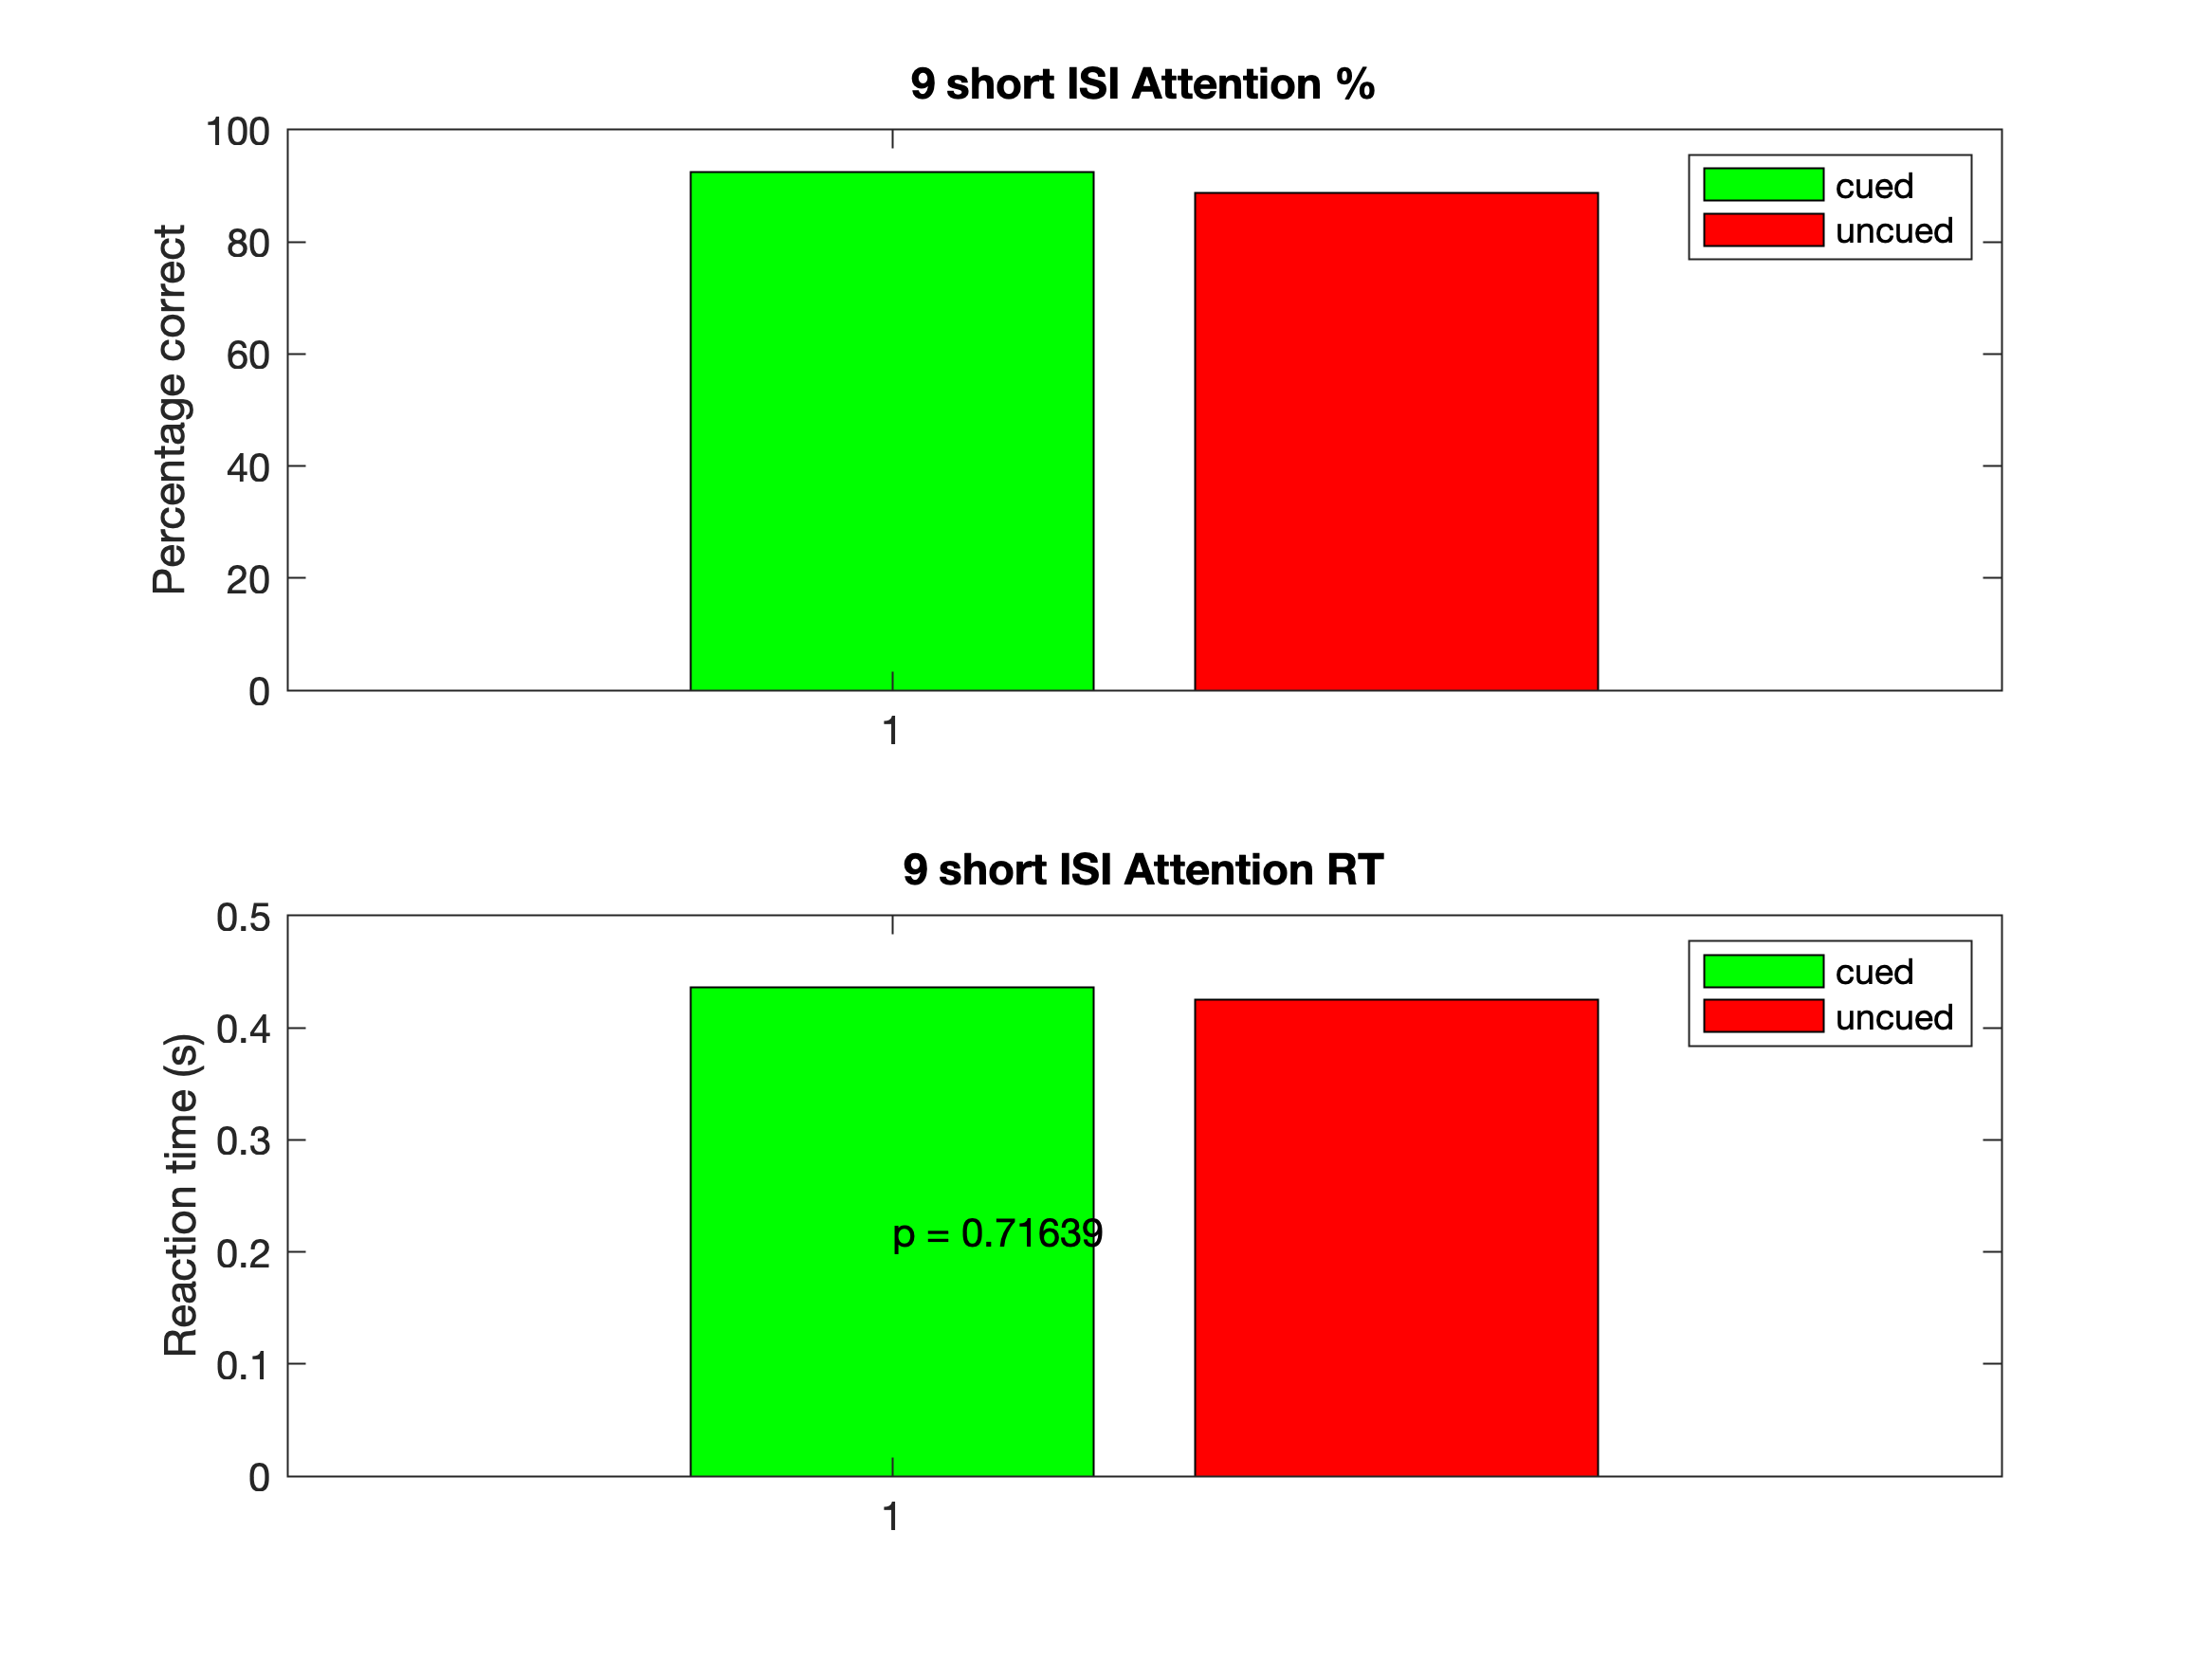 9 short ISI Attention %
100
80
60
40
20
0
Percentage correct
1
cued
uncued
9 short ISI Attention RT
0.5
0.4
0.3
0.2
0.1
0
Reaction time (s)
p = 0.71639
1
cued
uncued